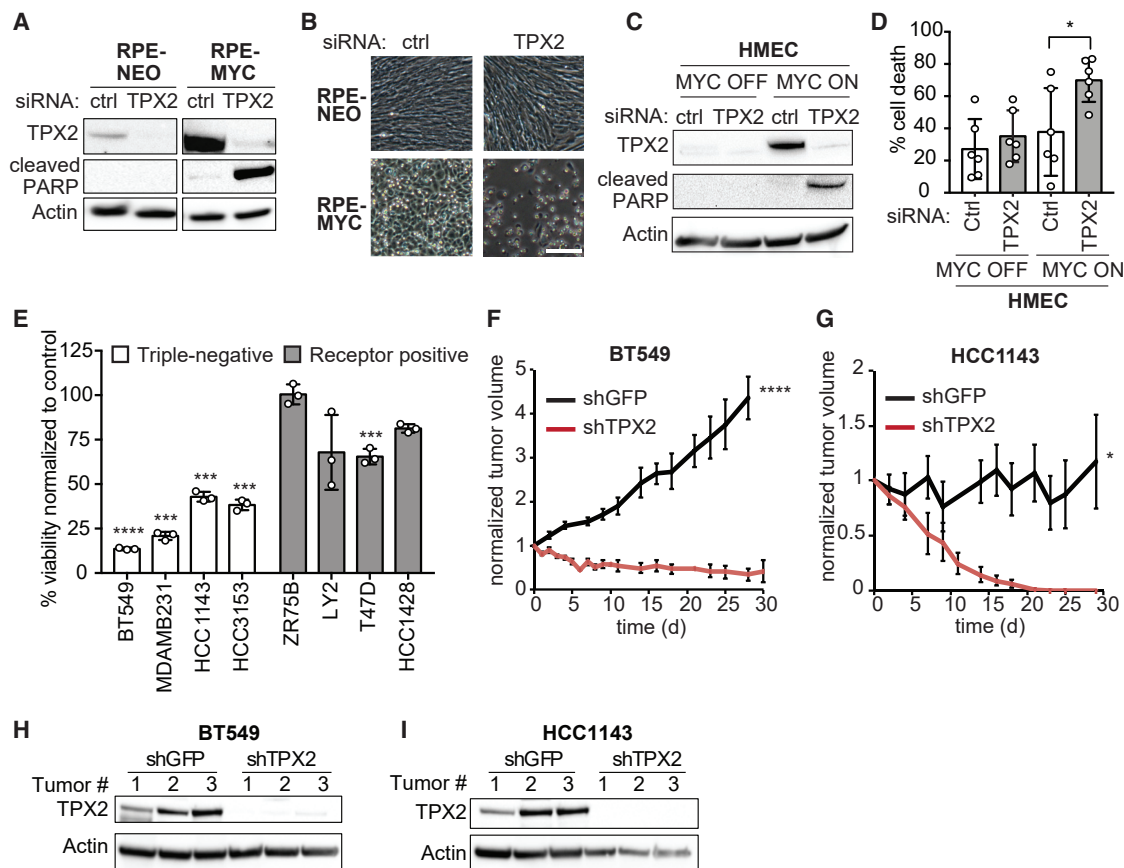 A
RPE-
NEO
RPE-
MYC
siRNA: ctrl TPX2 ctrl TPX2
TPX2
cleaved
PARP
Actin
B
siRNA: ctrl TPX2
RPE-
NEO
RPE-
MYC
C
HMEC
MYC OFF MYC ON
siRNA: ctrl TPX2 ctrl TPX2
TPX2
cleaved
PARP
Actin
D
*
% cell death
100
80
60
40
20
0
siRNA: Ctrl TPX2 Ctrl TPX2
MYC OFF MYC ON
HMEC
E
Triple-negative Receptor positive
% viability normalized to control
125
100
75
50
25
0
**** *** *** *** ***
BT549 MDAMB231 HCC1143 HCC3153 ZR75B LY2 T47D HCC1428
F
BT549
normalized tumor volume
5
4
3
2
1
0
shGFP
shTPX2
****
0 5 10 15 20 25 30
time (d)
G
HCC1143
normalized tumor volume
2
1.5
1
0.5
0
shGFP
shTPX2
*
0 5 10 15 20 25 30
time (d)
H
BT549
shGFP shTPX2
Tumor # 1 2 3 1 2 3
TPX2
Actin
I
HCC1143
shGFP shTPX2
Tumor # 1 2 3 1 2 3
TPX2
Actin